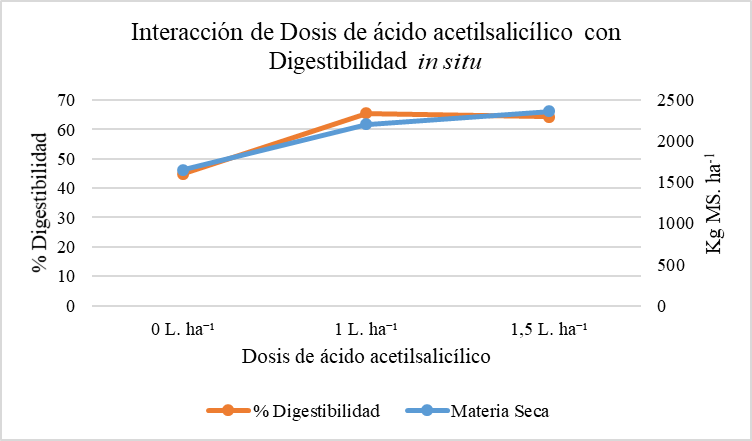 Interacción de Dosis de ácido acetilsalicílico con
Digestibilidad in situ
% Digestibilidad
70
60
50
40
30
20
10
0
2500
2000
1500
1000
500
0
Kg MS. ha⁻¹
0 L. ha⁻¹
1 L. ha⁻¹
1,5 L. ha⁻¹
Dosis de ácido acetilsalicílico
% Digestibilidad
Materia Seca